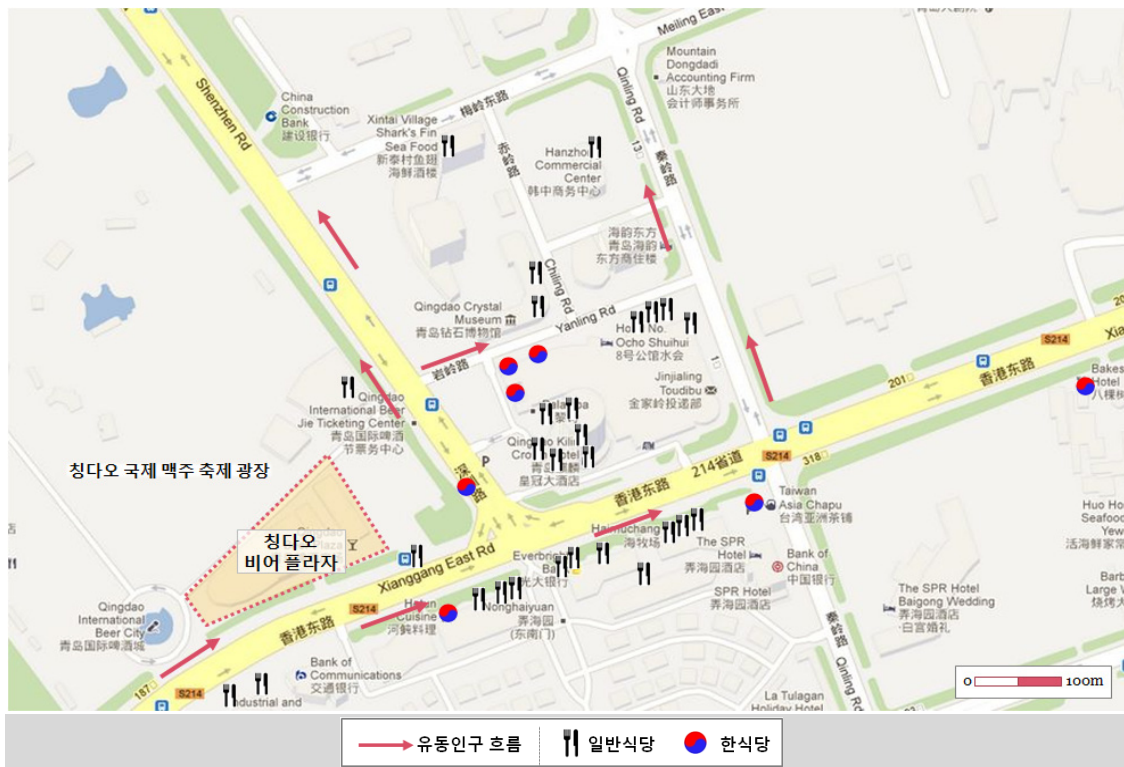 Meiling East
Shenzhen Rd
China
Construction
Bank
建设银行
梅岭东路
Qinling Rd
Mountain
Dongdadi
Accounting Firm
山东大地
会计师事务所
Xintai Village
Shark's Fin
Sea Food
新泰村鱼翅
海鲜酒楼
赤岭路
Hanzhou
Commercial
Center
韩中商务中心
13
秦岭路
海韵东方
青岛海韵
东方商住楼
Chiling Rd
Qingdao Crystal
Museum
青岛钻石博物馆
Yanling Rd
岩岭路
No.
Ocho Shuihui
8号公馆水会
S214
香港东路
201
Hotel
Jinjialing
Toudibu
金家岭投递部
Qingdao
International Beer
Jie Ticketing Center
青岛国际啤酒
节票务中心
P
皇冠大酒店
214省道
香港东路
S214
318
칭다오 국제 맥주 축제 광장
칭다오
비어 플라자
Taiwan
Asia Chapu
台湾亚洲茶铺
Haimuchang
海牧场
The SPR
Hotel
弄海园酒店
Bank of
China
中国银行
Xianggang East Rd
光大银行
SPR Hotel
弄海园酒店
The SPR Hotel
Baigong Wedding
弄海园酒店
-白宫婚礼
Huo Ho
Seafood
Yew
活海鲜家常
Barb
Large W
烧烤大
Qingdao
International
Beer City
青岛国际啤酒城
S214
香港东路
Cuisine
河豚料理
Nonghaiyuan
弄海园
(东南门)
187
S214
Bank of
Communications
交通银行
Industrial and
Qinling Rd
秦岭路
La Tulagan
Holiday Hotel
0 100m
유동인구 흐름 일반식당 한식당